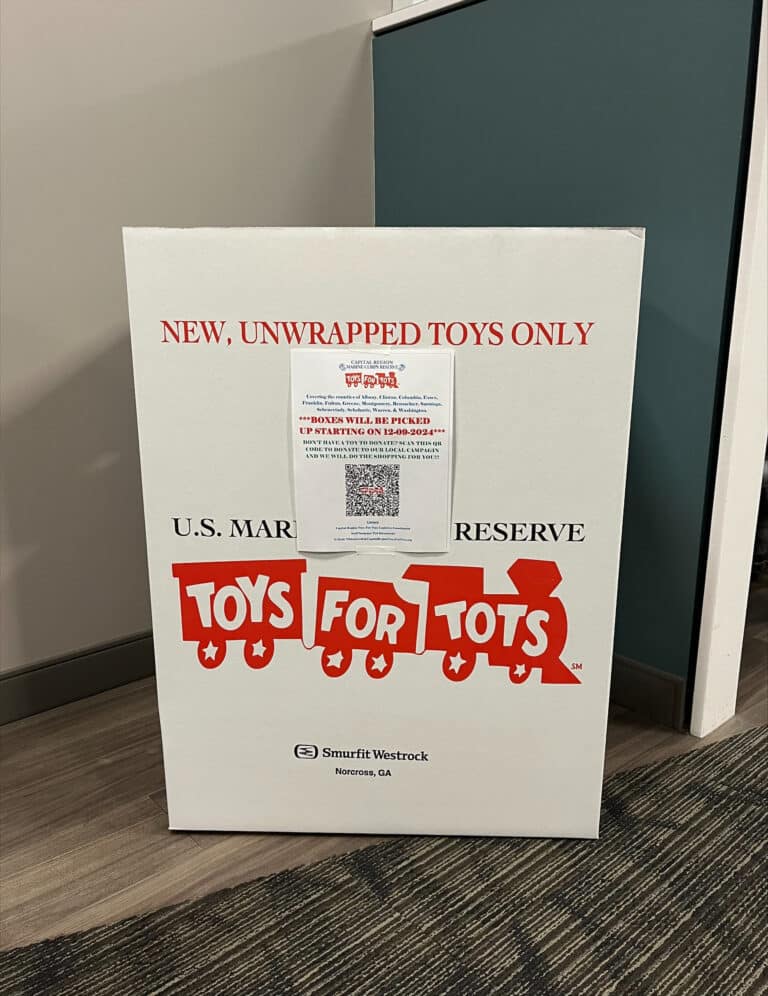 NEW, UNWRAPPED TOYS ONLY
CAPITAL REGION
MARINE CORPS RESERVE
TOYS FOR TOTS
Covering the counties of Albany, Clinton, Columbia, Essex,
Franklin, Fulton, Greene, Montgomery, Rensselaer, Saratoga,
Schenectady, Schoharie, Warren, & Washington.
***BOXES WILL BE PICKED
UP STARTING ON 12-09-2024***
DON'T HAVE A TOY TO DONATE? SCAN THIS QR
CODE TO DONATE TO OUR LOCAL CAMPAGIN
AND WE WILL DO THE SHOPPING FOR YOU!!
U.S. MARI RESERVE
TOYS FOR TOTS
SM
Smurfit Westrock
Norcross, GA